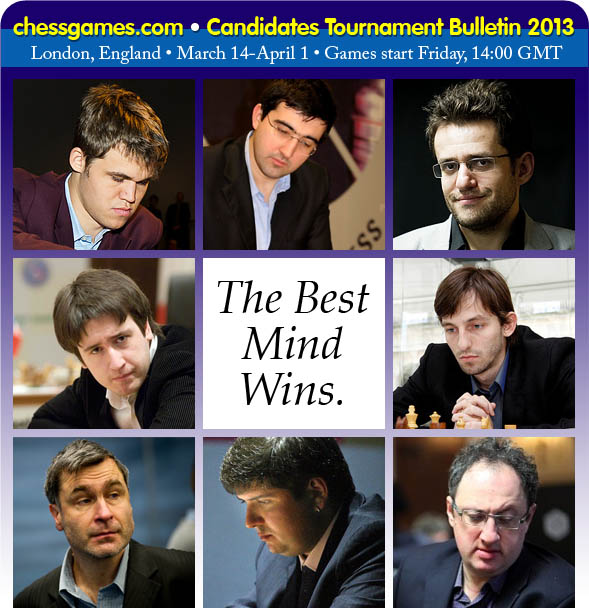 chessgames.com • Candidates Tournament Bulletin 2013
London, England • March 14-April 1 • Games start Friday, 14:00 GMT
The Best
Mind
Wins.